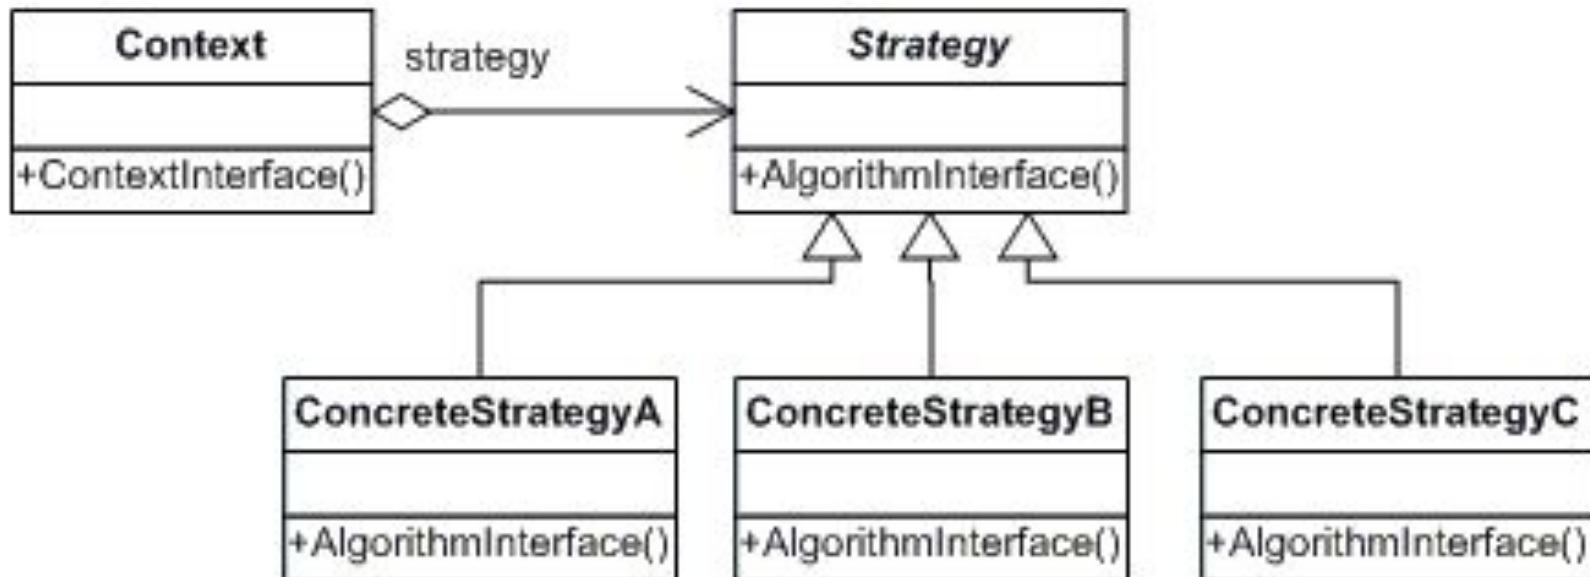 Context
strategy
Strategy
+ContextInterface()
+AlgorithmInterface()
ConcreteStrategyA
ConcreteStrategyB
ConcreteStrategyC
+AlgorithmInterface()
+AlgorithmInterface()
+AlgorithmInterface()